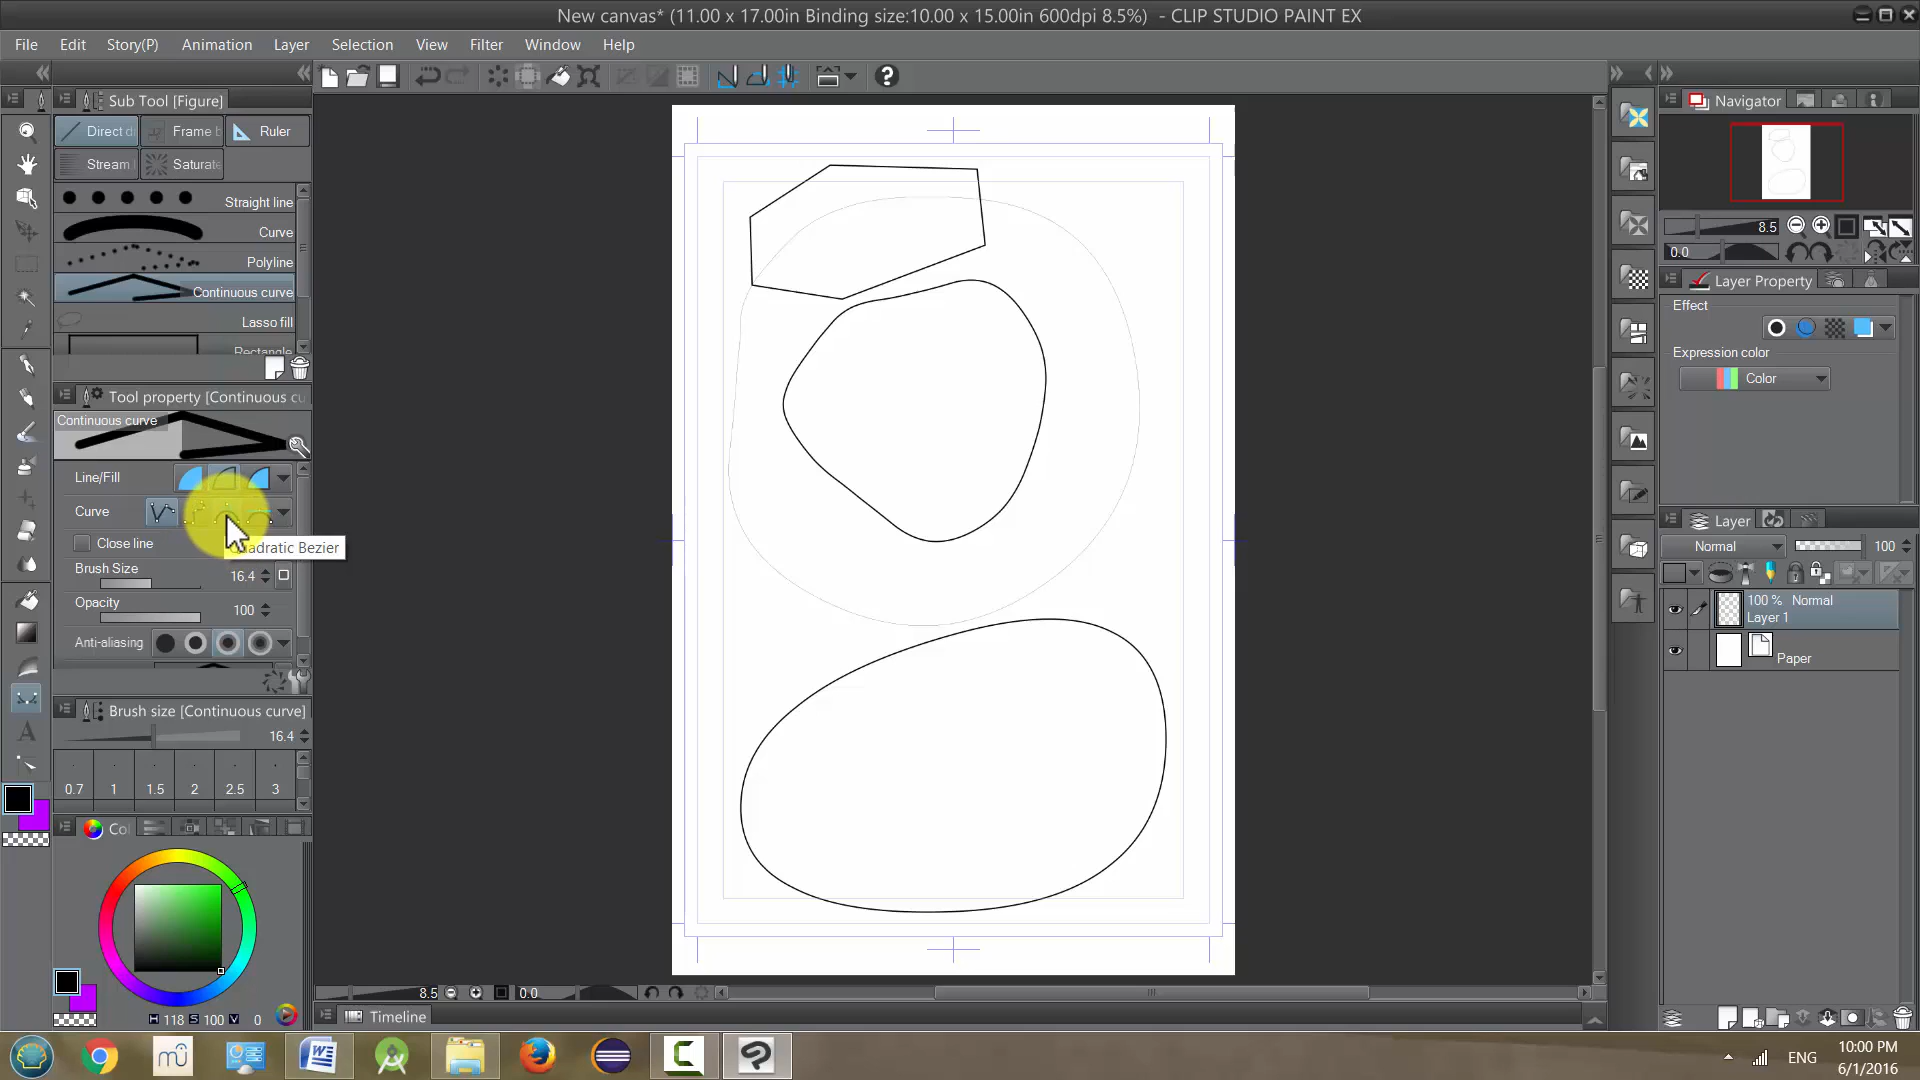 New canvas* (11.00 x 17.00in Binding size:10.00 x 15.00in 600dpi 8.5%) - CLIP STUDIO PAINT EX
File Edit Story(P) Animation Layer Selection View Filter Window Help
Sub Tool [Figure]
Direct d
Frame b
Ruler
Stream
Saturate
Straight line
Curve
Polyline
Continuous curve
Lasso fill
Rectangle
Tool property [Continuous cu
Continuous curve
Line/Fill
Curve
Close line
Quadratic Bezier
Brush Size
16.4
Opacity
100
Anti-aliasing
Brush size [Continuous curve]
16.4
0.7 1 1.5 2 2.5 3
Col
H 118 S 100 V 0
8.5
0.0
Timeline
Navigator
8.5
0.0
Layer Property
Effect
Expression color
Color
Layer
Normal
100
100 % Normal
Layer 1
Paper
ENG
10:00 PM
6/1/2016